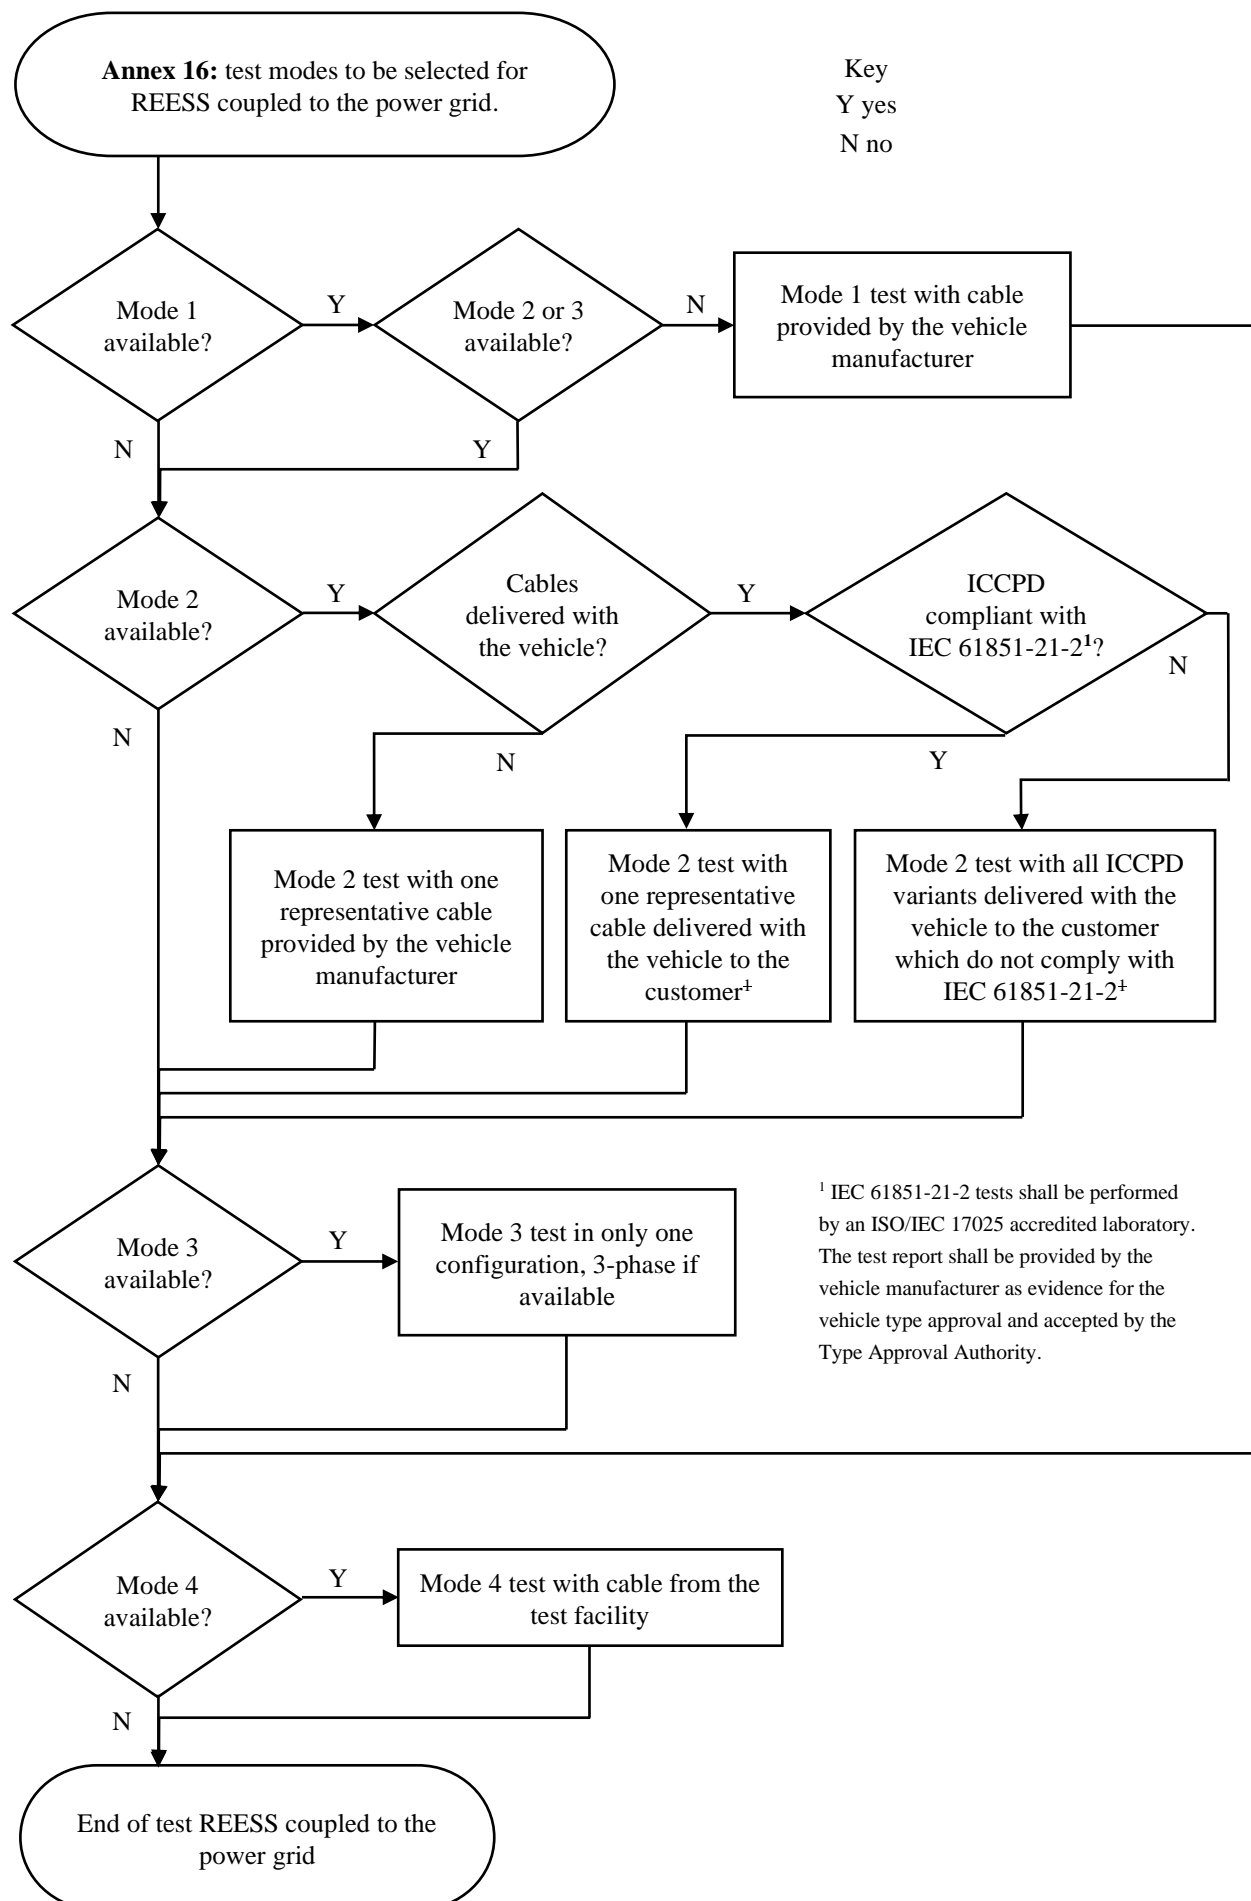 Annex 16: test modes to be selected for
REESS coupled to the power grid.
Key
Y yes
N no
Mode 1
available?
Y
Mode 2 or 3
available?
N
Mode 1 test with cable
provided by the vehicle
manufacturer
N
Y
Mode 2
available?
Y
Cables
delivered with
the vehicle?
Y
ICCPD
compliant with
IEC 61851-21-2¹?
N
N
N
Y
Mode 2 test with one
representative cable
provided by the vehicle
manufacturer
Mode 2 test with
one representative
cable delivered with
the vehicle to the
customer¹
Mode 2 test with all ICCPD
variants delivered with the
vehicle to the customer
which do not comply with
IEC 61851-21-2¹
Mode 3
available?
Y
Mode 3 test in only one
configuration, 3-phase if
available
N
¹ IEC 61851-21-2 tests shall be performed
by an ISO/IEC 17025 accredited laboratory.
The test report shall be provided by the
vehicle manufacturer as evidence for the
vehicle type approval and accepted by the
Type Approval Authority.
Mode 4
available?
Y
Mode 4 test with cable from the
test facility
N
End of test REESS coupled to the
power grid